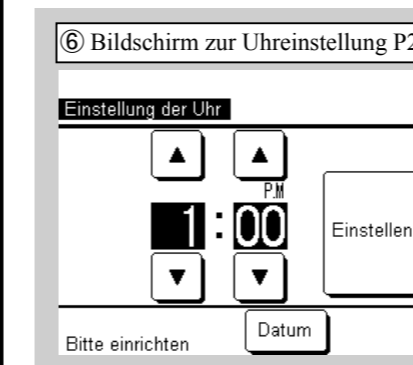 ⑥ Bildschirm zur Uhreinstellung P2
Einstellung der Uhr
▲ ▲
P.M
1:00
Einstellen
▼ ▼
Datum
Bitte einrichten